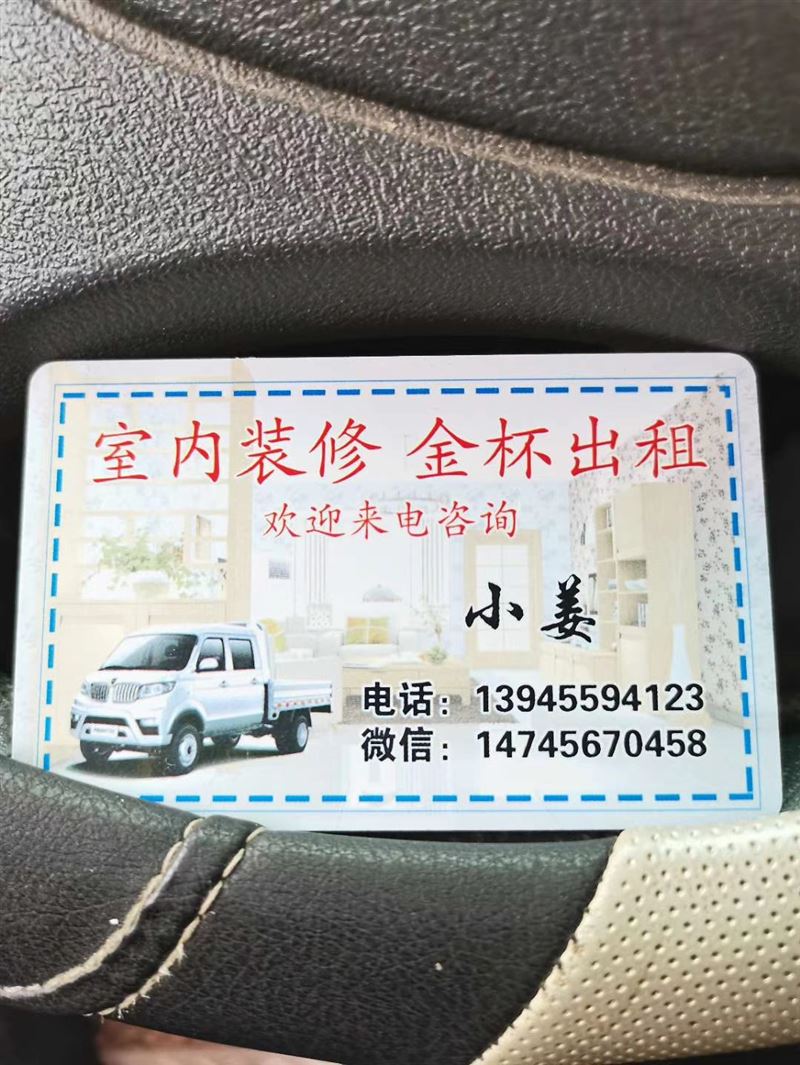 室内装修 金杯出租
欢迎来电咨询
小姜
电话：13945594123
微信：14745670458